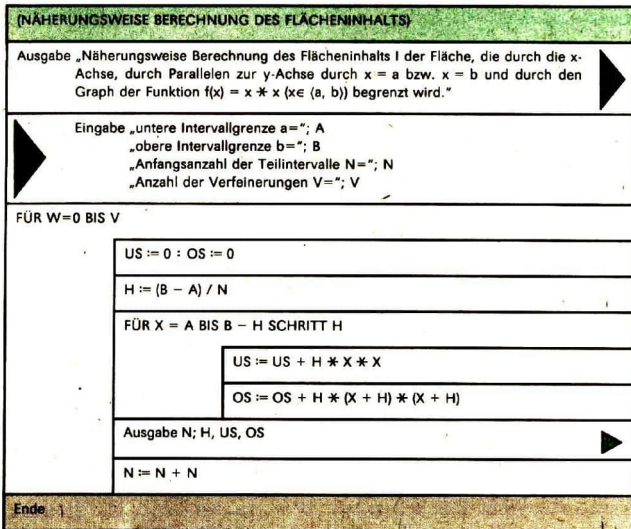 (NÄHERUNGSWEISE BERECHNUNG DES FLÄCHENINHALTS)
Ausgabe „Näherungsweise Berechnung des Flächeninhalts I der Fläche, die durch die x-
Achse, durch Parallelen zur y-Achse durch x = a bzw. x = b und durch den
Graph der Funktion f(x) = x * x (x∈ ⟨a, b⟩) begrenzt wird.“
Eingabe „untere Intervallgrenze a=“; A
„obere Intervallgrenze b=“; B
„Anfangsanzahl der Teilintervalle N=“; N
„Anzahl der Verfeinerungen V=“; V
FÜR W=0 BIS V
US := 0 : OS := 0
H := (B − A) / N
FÜR X = A BIS B − H SCHRITT H
US := US + H * X * X
OS := OS + H * (X + H) * (X + H)
Ausgabe N; H, US, OS
N := N + N
Ende